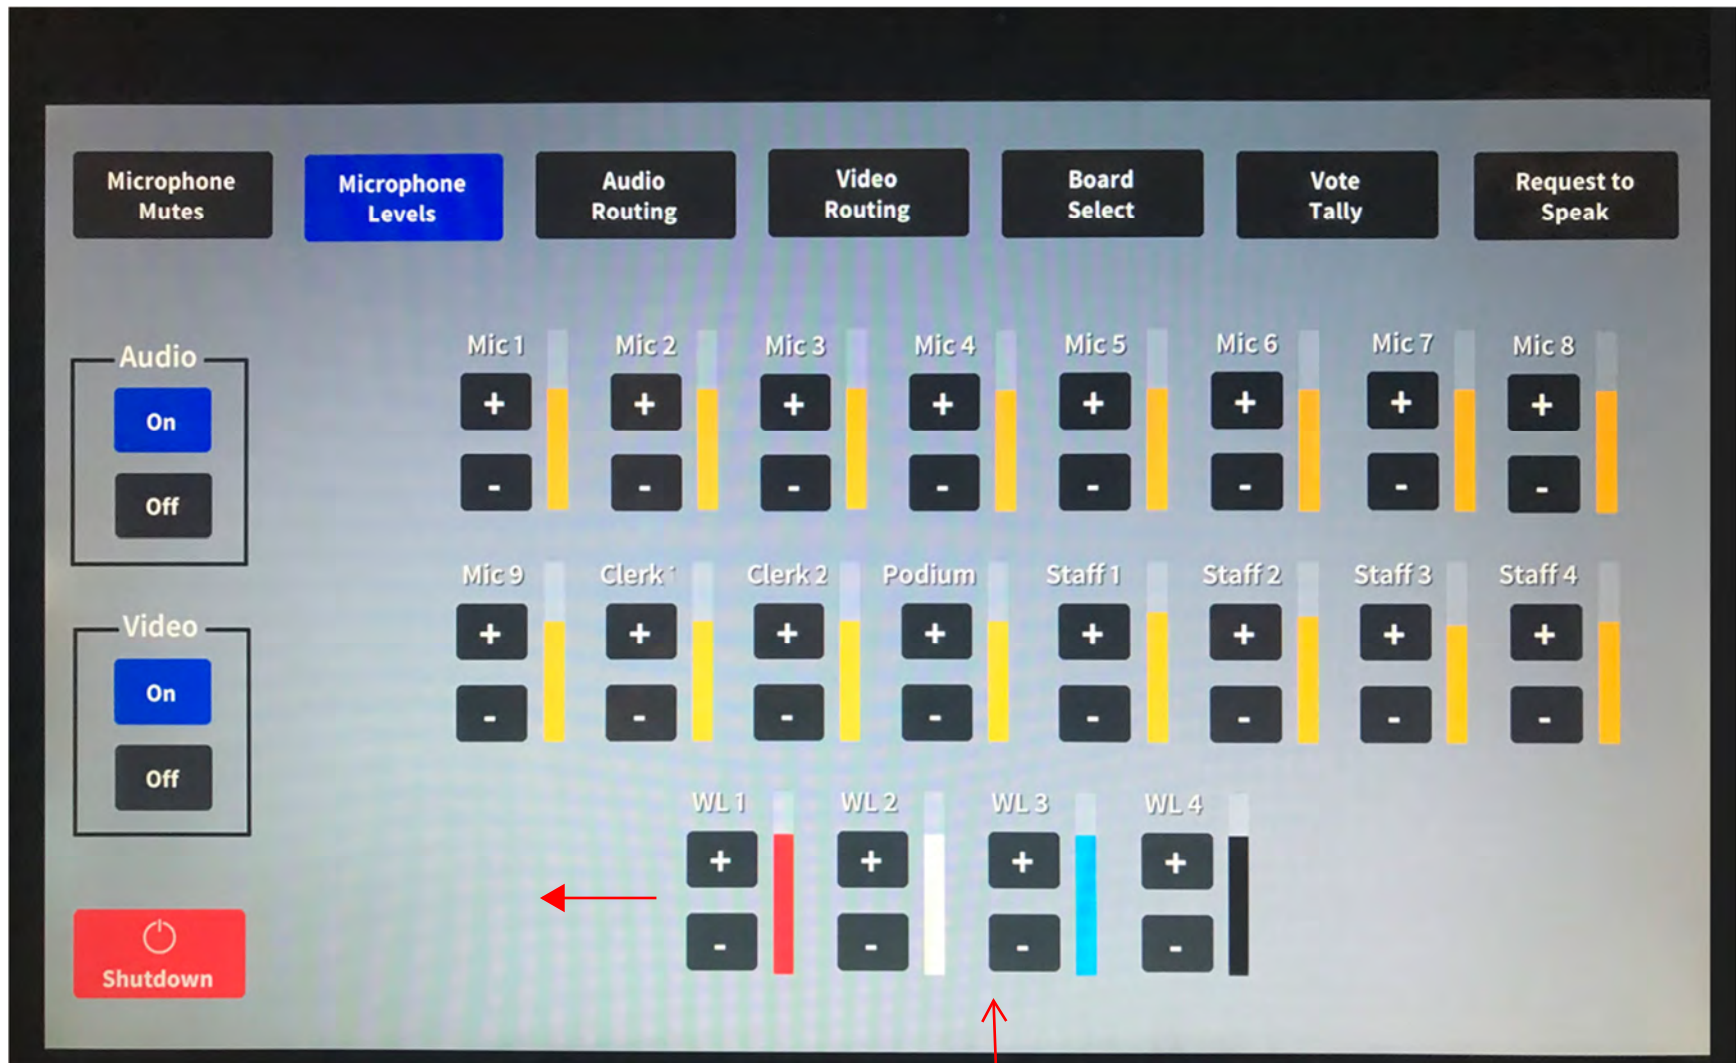 Microphone
Mutes
Microphone
Levels
Audio
Routing
Video
Routing
Board
Select
Vote
Tally
Request to
Speak
Audio
On
Off
Video
On
Off
Shutdown
Mic 1 Mic 2 Mic 3 Mic 4 Mic 5 Mic 6 Mic 7 Mic 8
+ + + + + + + +
- - - - - - - -
Mic 9 Clerk 1 Clerk 2 Podium Staff 1 Staff 2 Staff 3 Staff 4
+ + + + + + + +
- - - - - - - -
WL 1 WL 2 WL 3 WL 4
+ + + +
- - - -